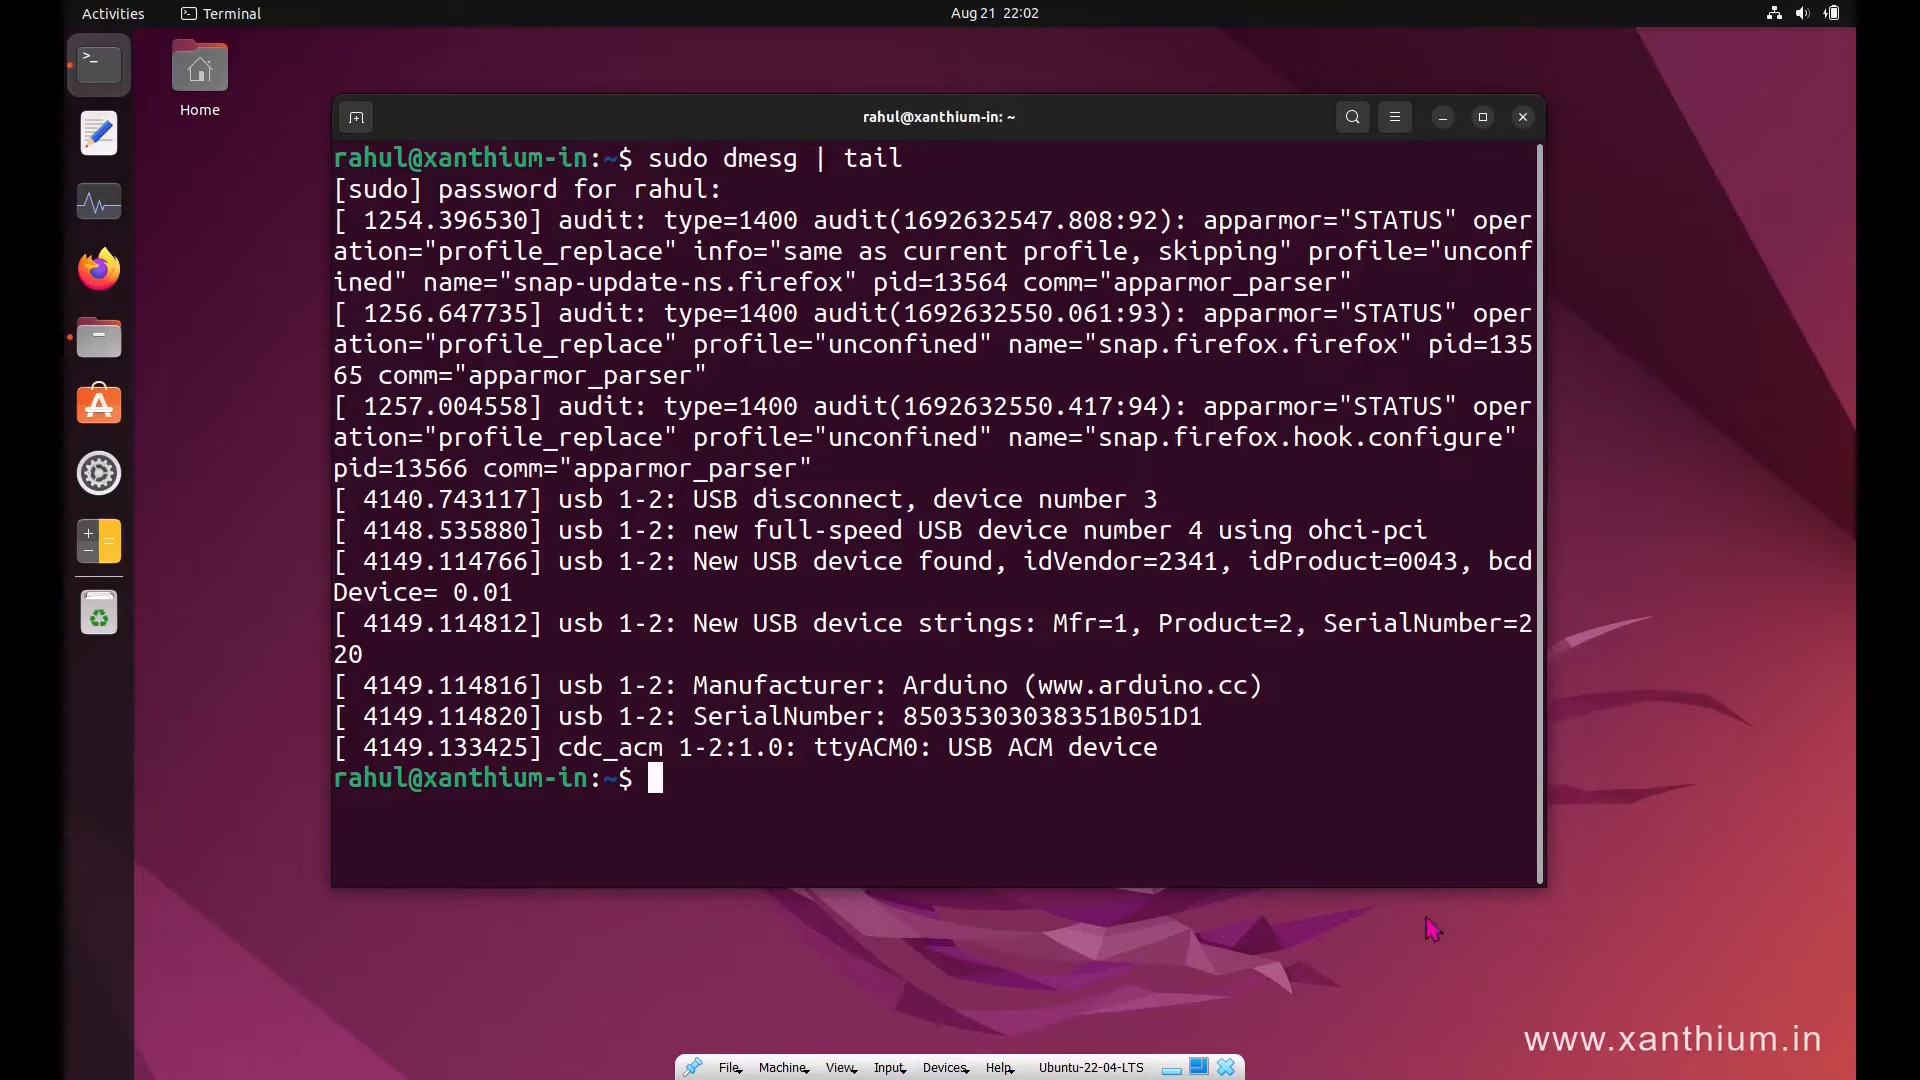 Activities Terminal Aug 21 22:02
Home
rahul@xanthium-in: ~
rahul@xanthium-in:~$ sudo dmesg | tail
[sudo] password for rahul:
[ 1254.396530] audit: type=1400 audit(1692632547.808:92): apparmor="STATUS" oper
ation="profile_replace" info="same as current profile, skipping" profile="unconf
ined" name="snap-update-ns.firefox" pid=13564 comm="apparmor_parser"
[ 1256.647735] audit: type=1400 audit(1692632550.061:93): apparmor="STATUS" oper
ation="profile_replace" profile="unconfined" name="snap.firefox.firefox" pid=135
65 comm="apparmor_parser"
[ 1257.004558] audit: type=1400 audit(1692632550.417:94): apparmor="STATUS" oper
ation="profile_replace" profile="unconfined" name="snap.firefox.hook.configure"
pid=13566 comm="apparmor_parser"
[ 4140.743117] usb 1-2: USB disconnect, device number 3
[ 4148.535880] usb 1-2: new full-speed USB device number 4 using ohci-pci
[ 4149.114766] usb 1-2: New USB device found, idVendor=2341, idProduct=0043, bcd
Device= 0.01
[ 4149.114812] usb 1-2: New USB device strings: Mfr=1, Product=2, SerialNumber=2
20
[ 4149.114816] usb 1-2: Manufacturer: Arduino (www.arduino.cc)
[ 4149.114820] usb 1-2: SerialNumber: 85035303038351B051D1
[ 4149.133425] cdc_acm 1-2:1.0: ttyACM0: USB ACM device
rahul@xanthium-in:~$
www.xanthium.in
File Machine View Input Devices Help Ubuntu-22-04-LTS